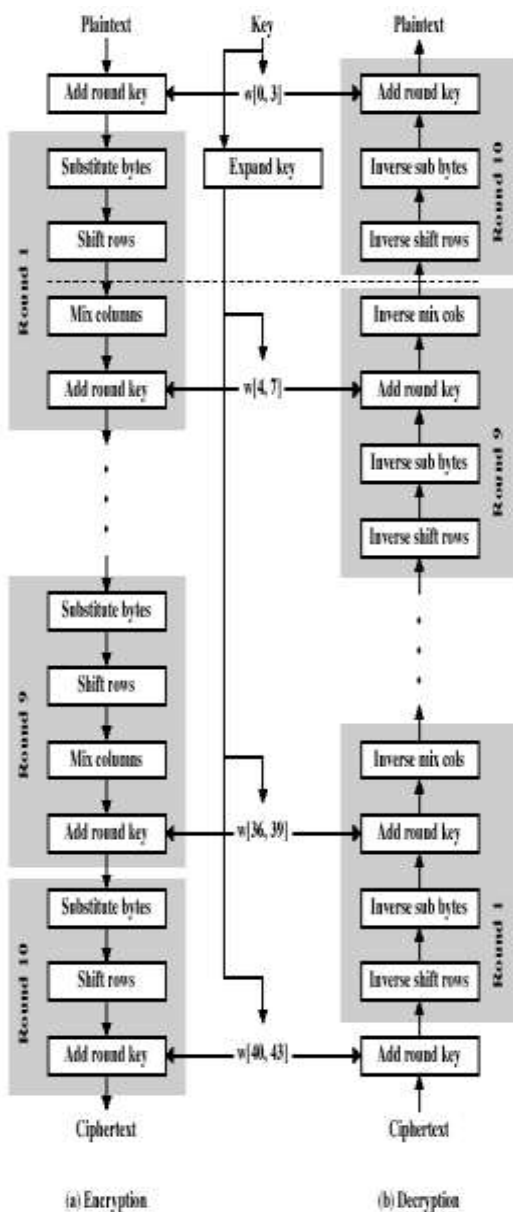 Plaintext
Key
Plaintext
Add round key
w[0, 3]
Add round key
Substitute bytes
Expand key
Inverse sub bytes
Round 10
Shift rows
Inverse shift rows
Round 1
Mix columns
Inverse mix cols
Add round key
w[4, 7]
Add round key
Round 9
Inverse sub bytes
Inverse shift rows
Substitute bytes
Shift rows
Round 9
Mix columns
Inverse mix cols
Add round key
w[36, 39]
Add round key
Substitute bytes
Inverse sub bytes
Round 1
Round 10
Shift rows
Inverse shift rows
Add round key
w[40, 43]
Add round key
Ciphertext
Ciphertext
(a) Encryption
(b) Decryption